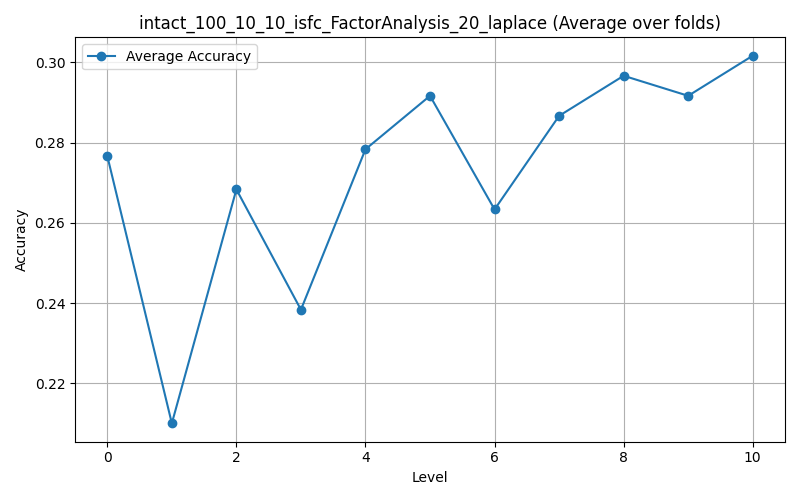 intact_100_10_10_isfc_FactorAnalysis_20_laplace (Average over folds)
Average Accuracy
0.30
0.28
0.26
0.24
0.22
Accuracy
0 2 4 6 8 10
Level